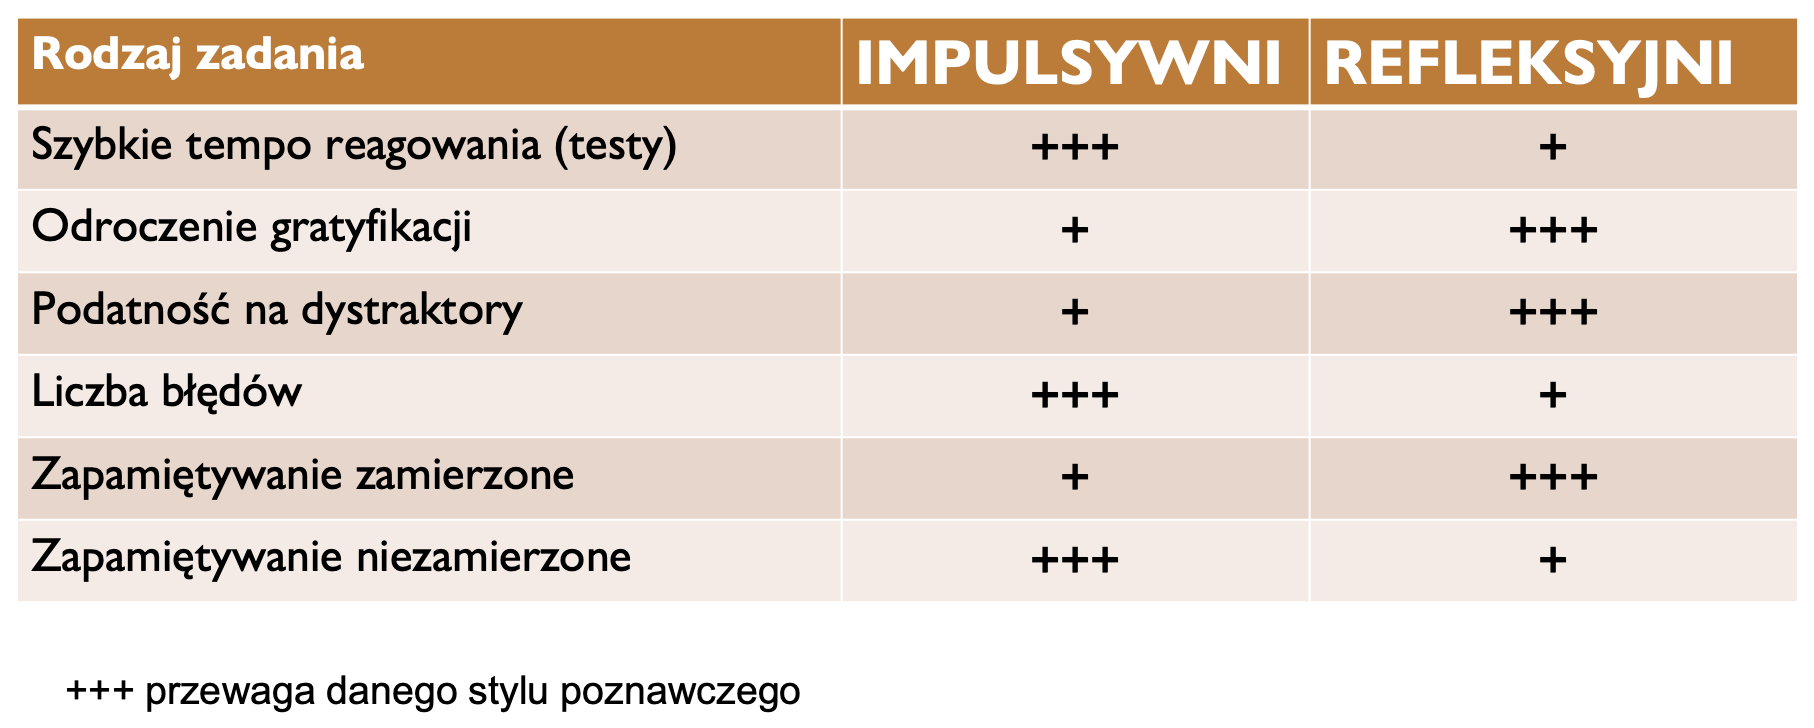 Rodzaj zadania IMPULSYWNI REFLEKSYJNI
Szybkie tempo reagowania (testy) +++ +
Odroczenie gratyfikacji + +++
Podatność na dystraktory + +++
Liczba błędów +++ +
Zapamiętywanie zamierzone + +++
Zapamiętywanie niezamierzone +++ +
+++ przewaga danego stylu poznawczego